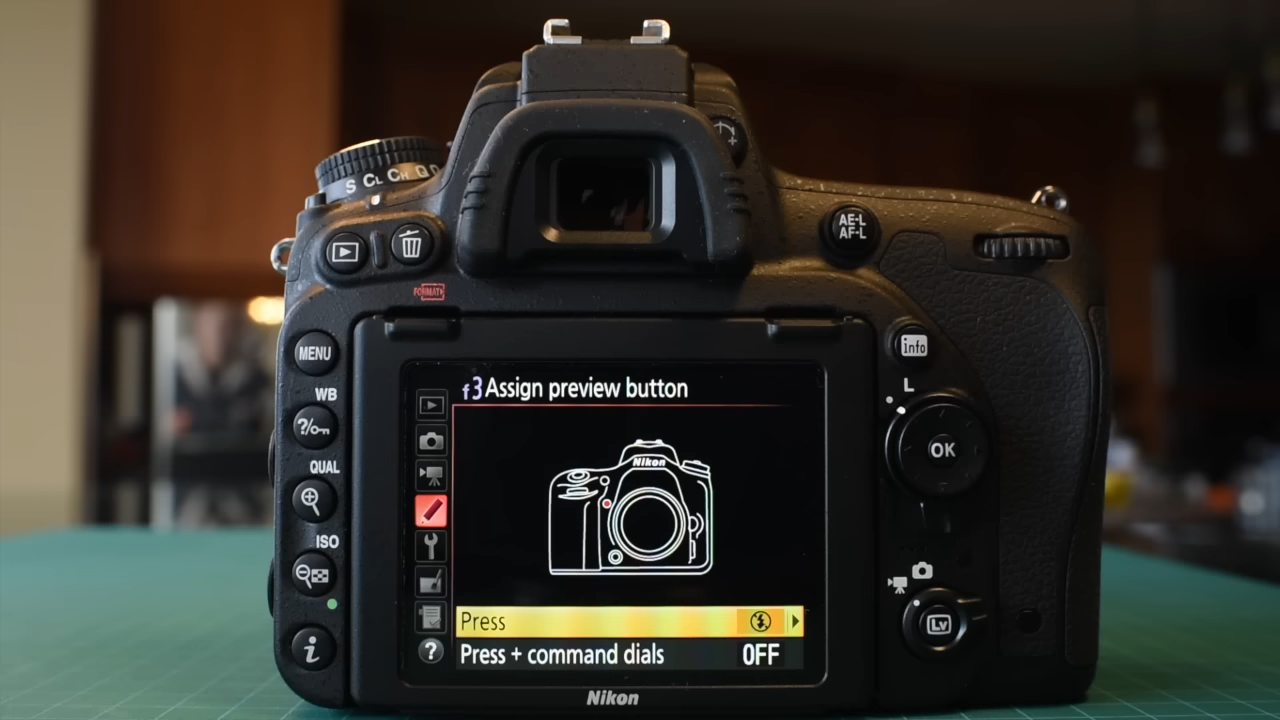 S CL CH Q
AE-L
AF-L
FORMAT
MENU
info
WB
L
?
QUAL
OK
ISO
i
Lv
f3 Assign preview button
Nikon
?
Press
Press + command dials OFF
Nikon